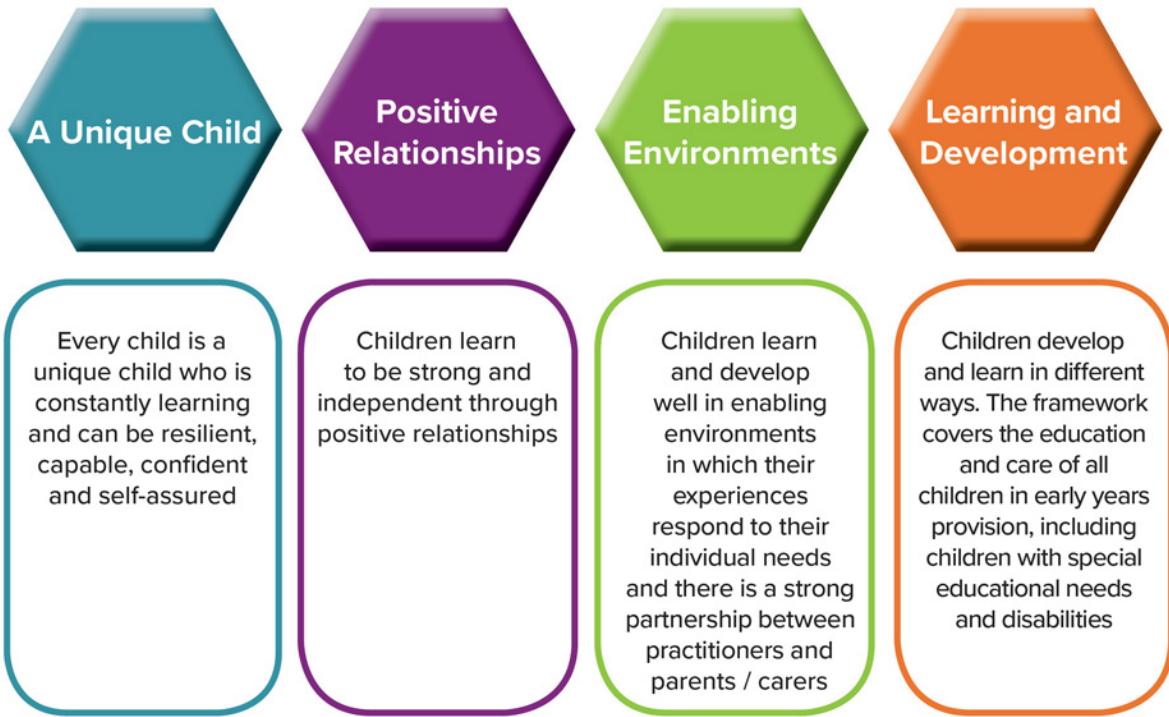 A Unique Child
Positive
Relationships
Enabling
Environments
Learning and
Development
Every child is a
unique child who is
constantly learning
and can be resilient,
capable, confident
and self-assured
Children learn
to be strong and
independent through
positive relationships
Children learn
and develop
well in enabling
environments
in which their
experiences
respond to their
individual needs
and there is a strong
partnership between
practitioners and
parents / carers
Children develop
and learn in different
ways. The framework
covers the education
and care of all
children in early years
provision, including
children with special
educational needs
and disabilities